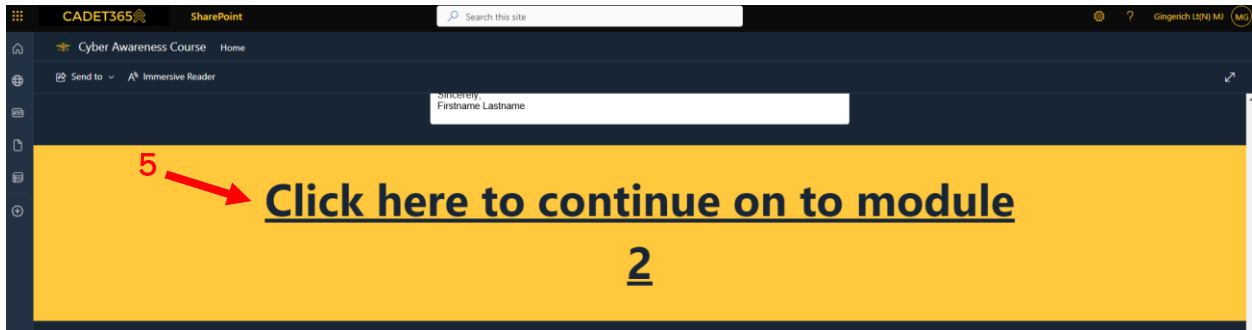 CADET365 SharePoint Search this site ? Gingerich Lt(N) MJ MG
Cyber Awareness Course Home
Send to Immersive Reader
Sincerely,
Firstname Lastname
5
Click here to continue on to module
2